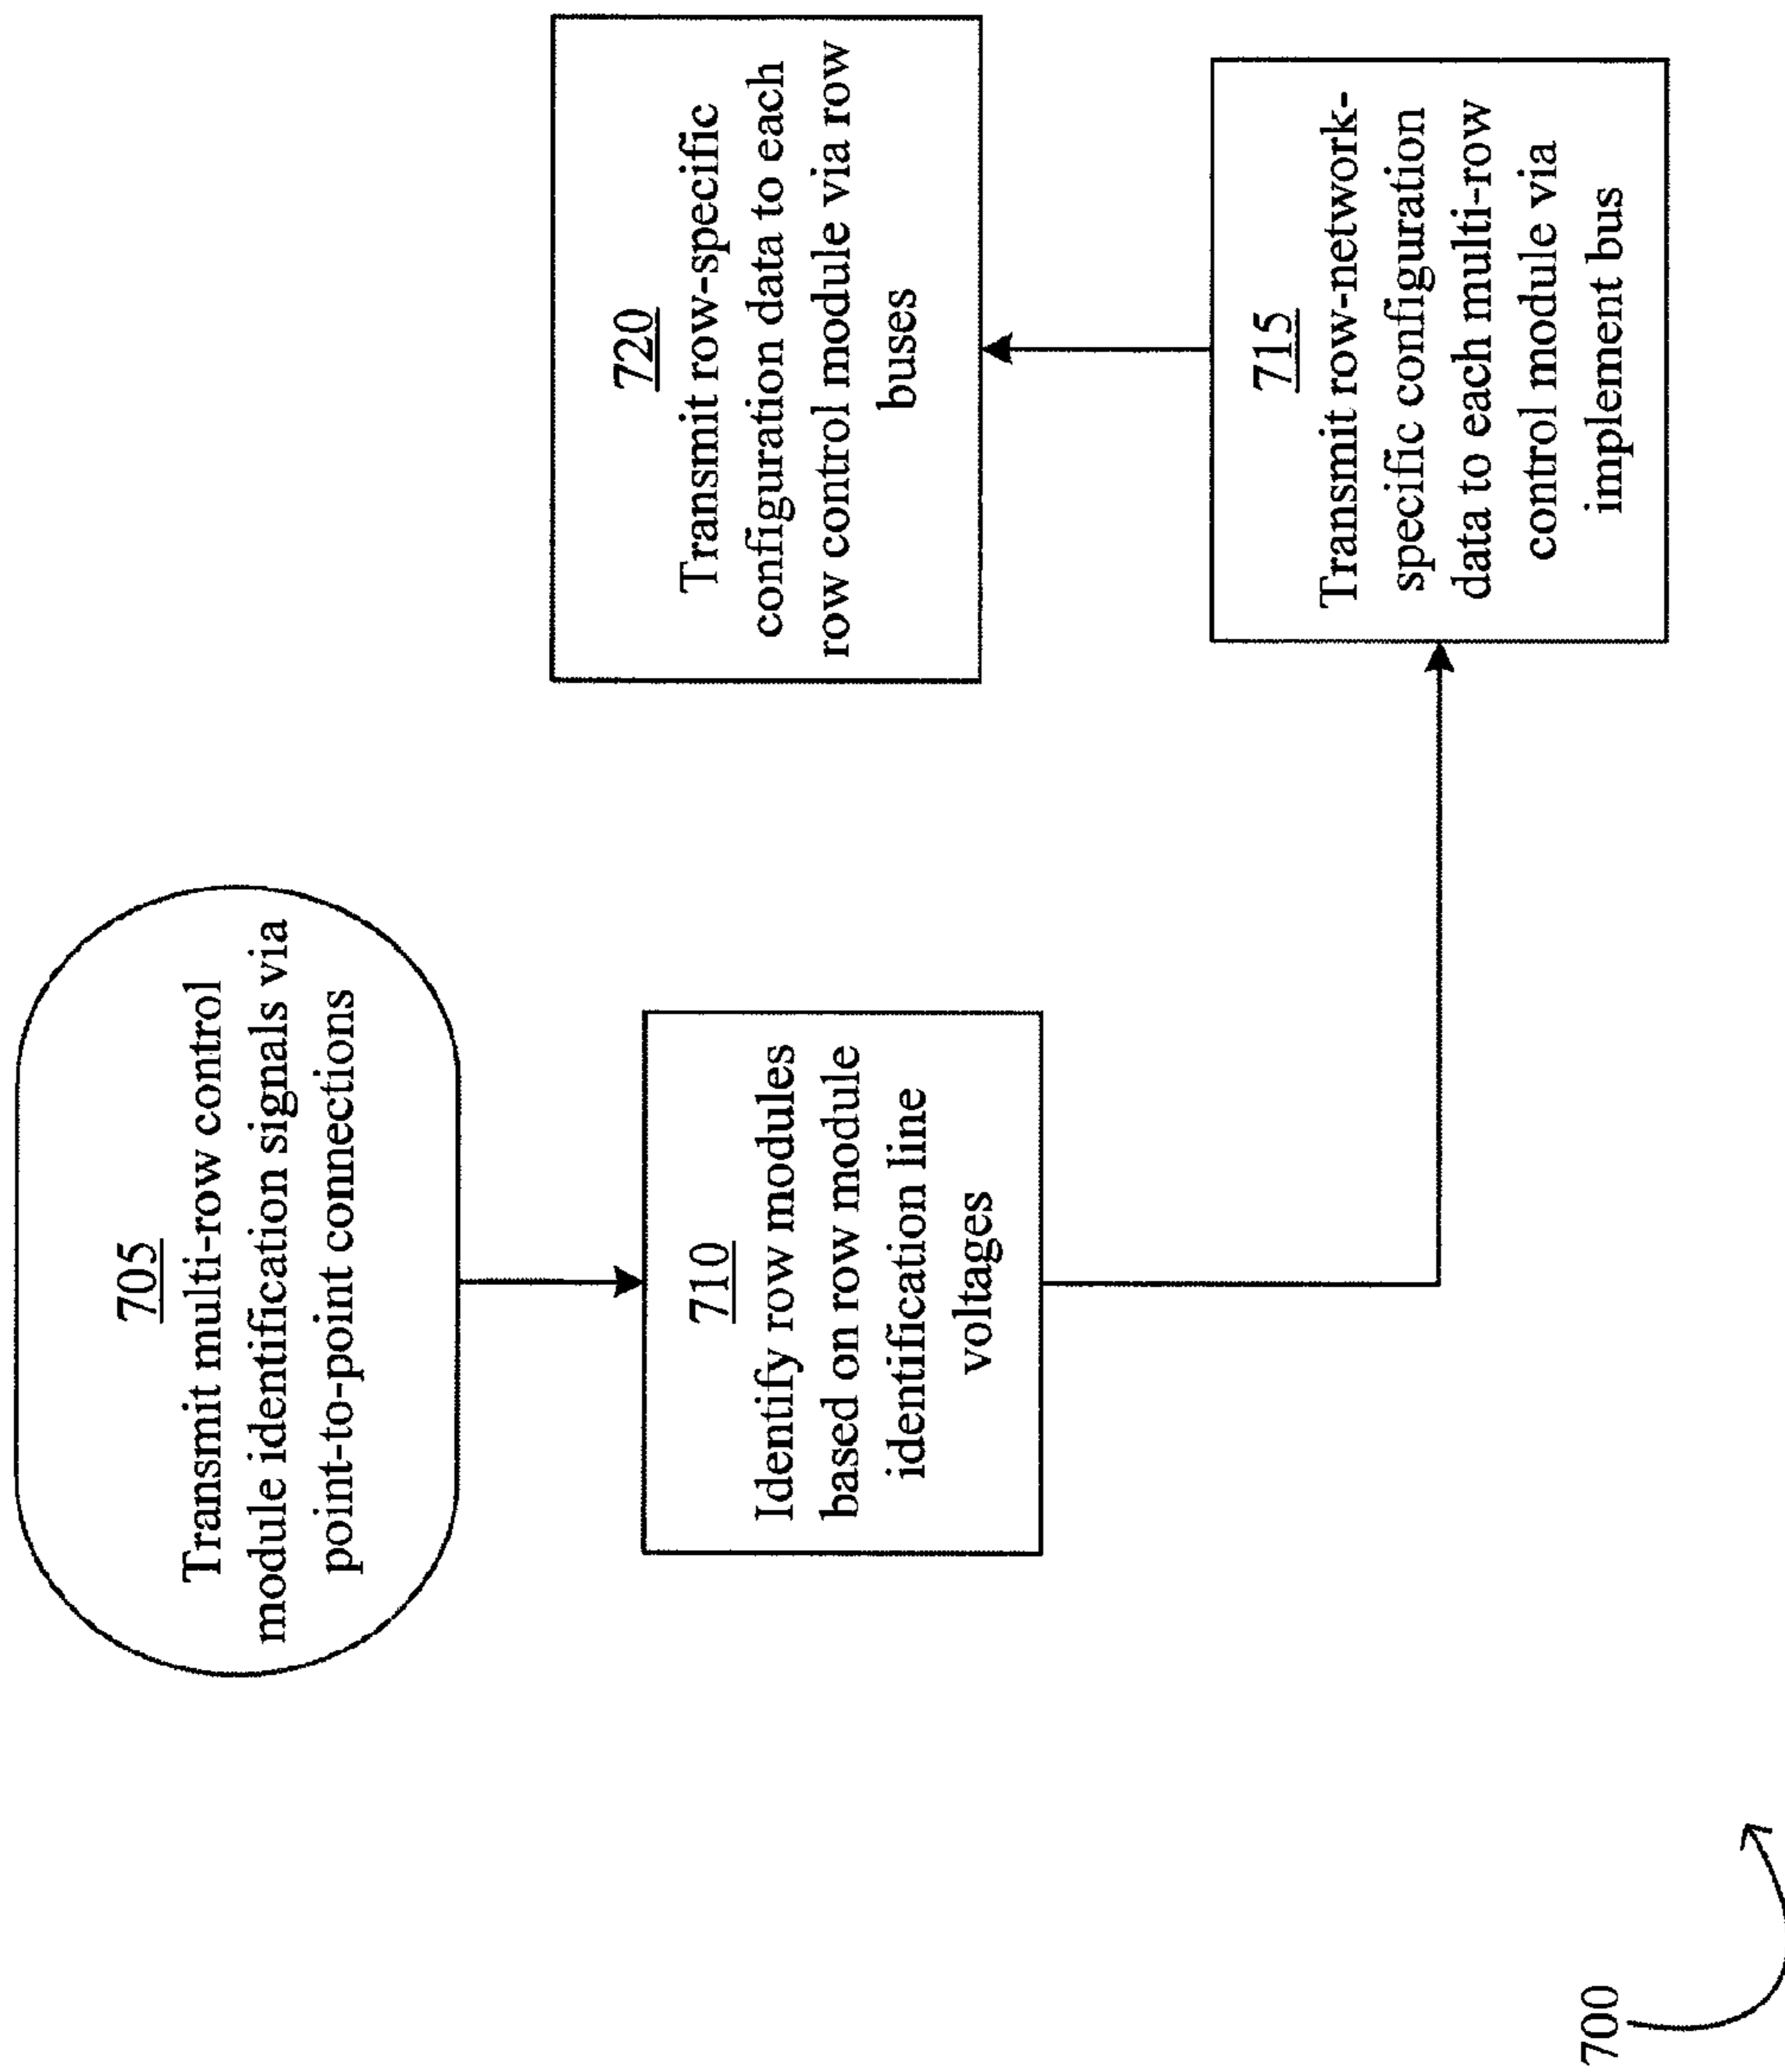 705
Transmit multi-row control
module identification signals via
point-to-point connections
710
Identify row modules
based on row module
identification line
voltages
715
Transmit row-network-
specific configuration
data to each multi-row
control module via
implement bus
720
Transmit row-specific
configuration data to each
row control module via row
buses
700